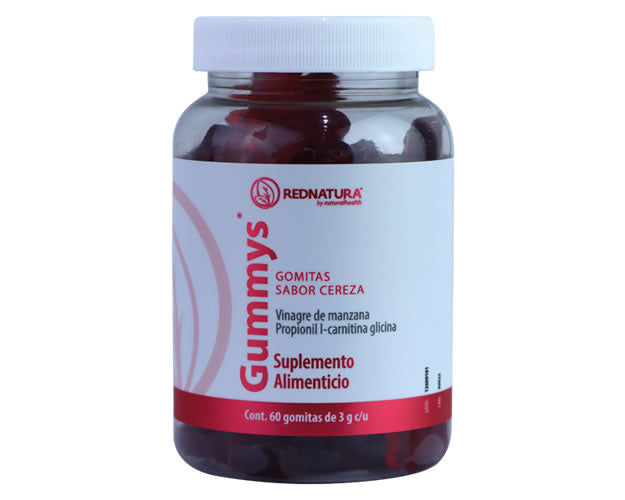 REDNATURA®
by naturalhealth
Gummys®
GOMITAS
SABOR CEREZA
Vinagre de manzana
Propionil l-carnitina glicina
Suplemento
Alimenticio
Cont. 60 gomitas de 3 g c/u
LOTE: